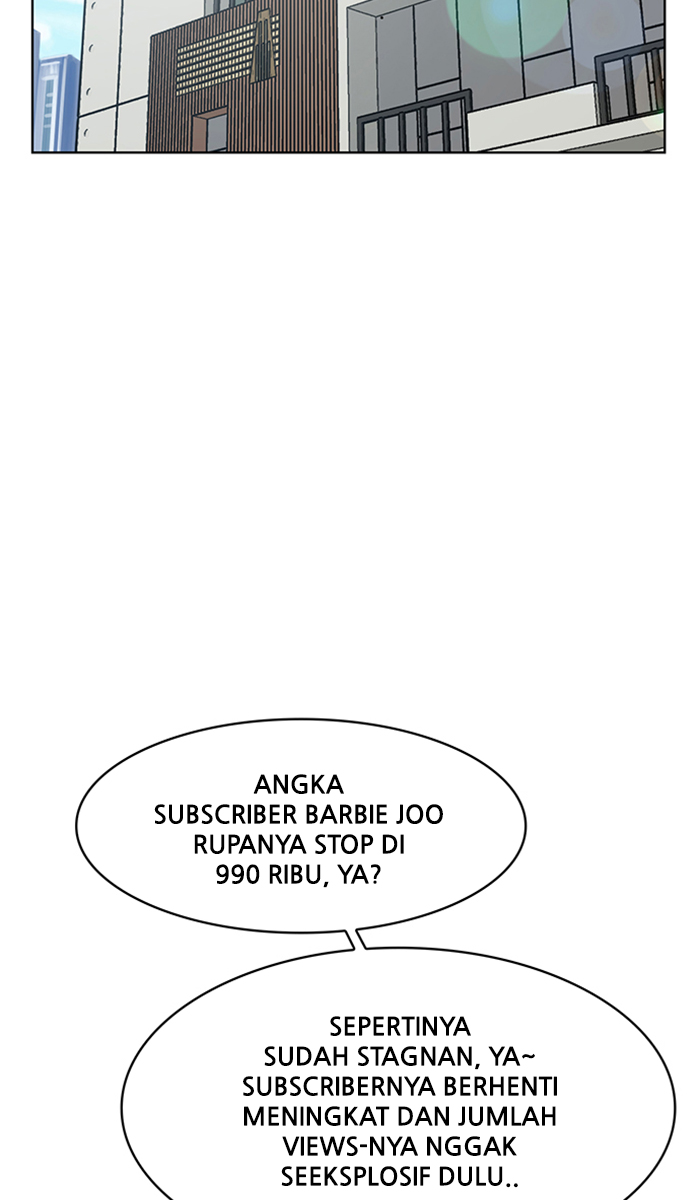 ANGKA
SUBSCRIBER BARBIE JOO
RUPANYA STOP DI
990 RIBU, YA?
SEPERTINYA
SUDAH STAGNAN, YA~
SUBSCRIBERNYA BERHENTI
MENINGKAT DAN JUMLAH
VIEWS-NYA NGGAK
SEEKSPLOSIF DULU..